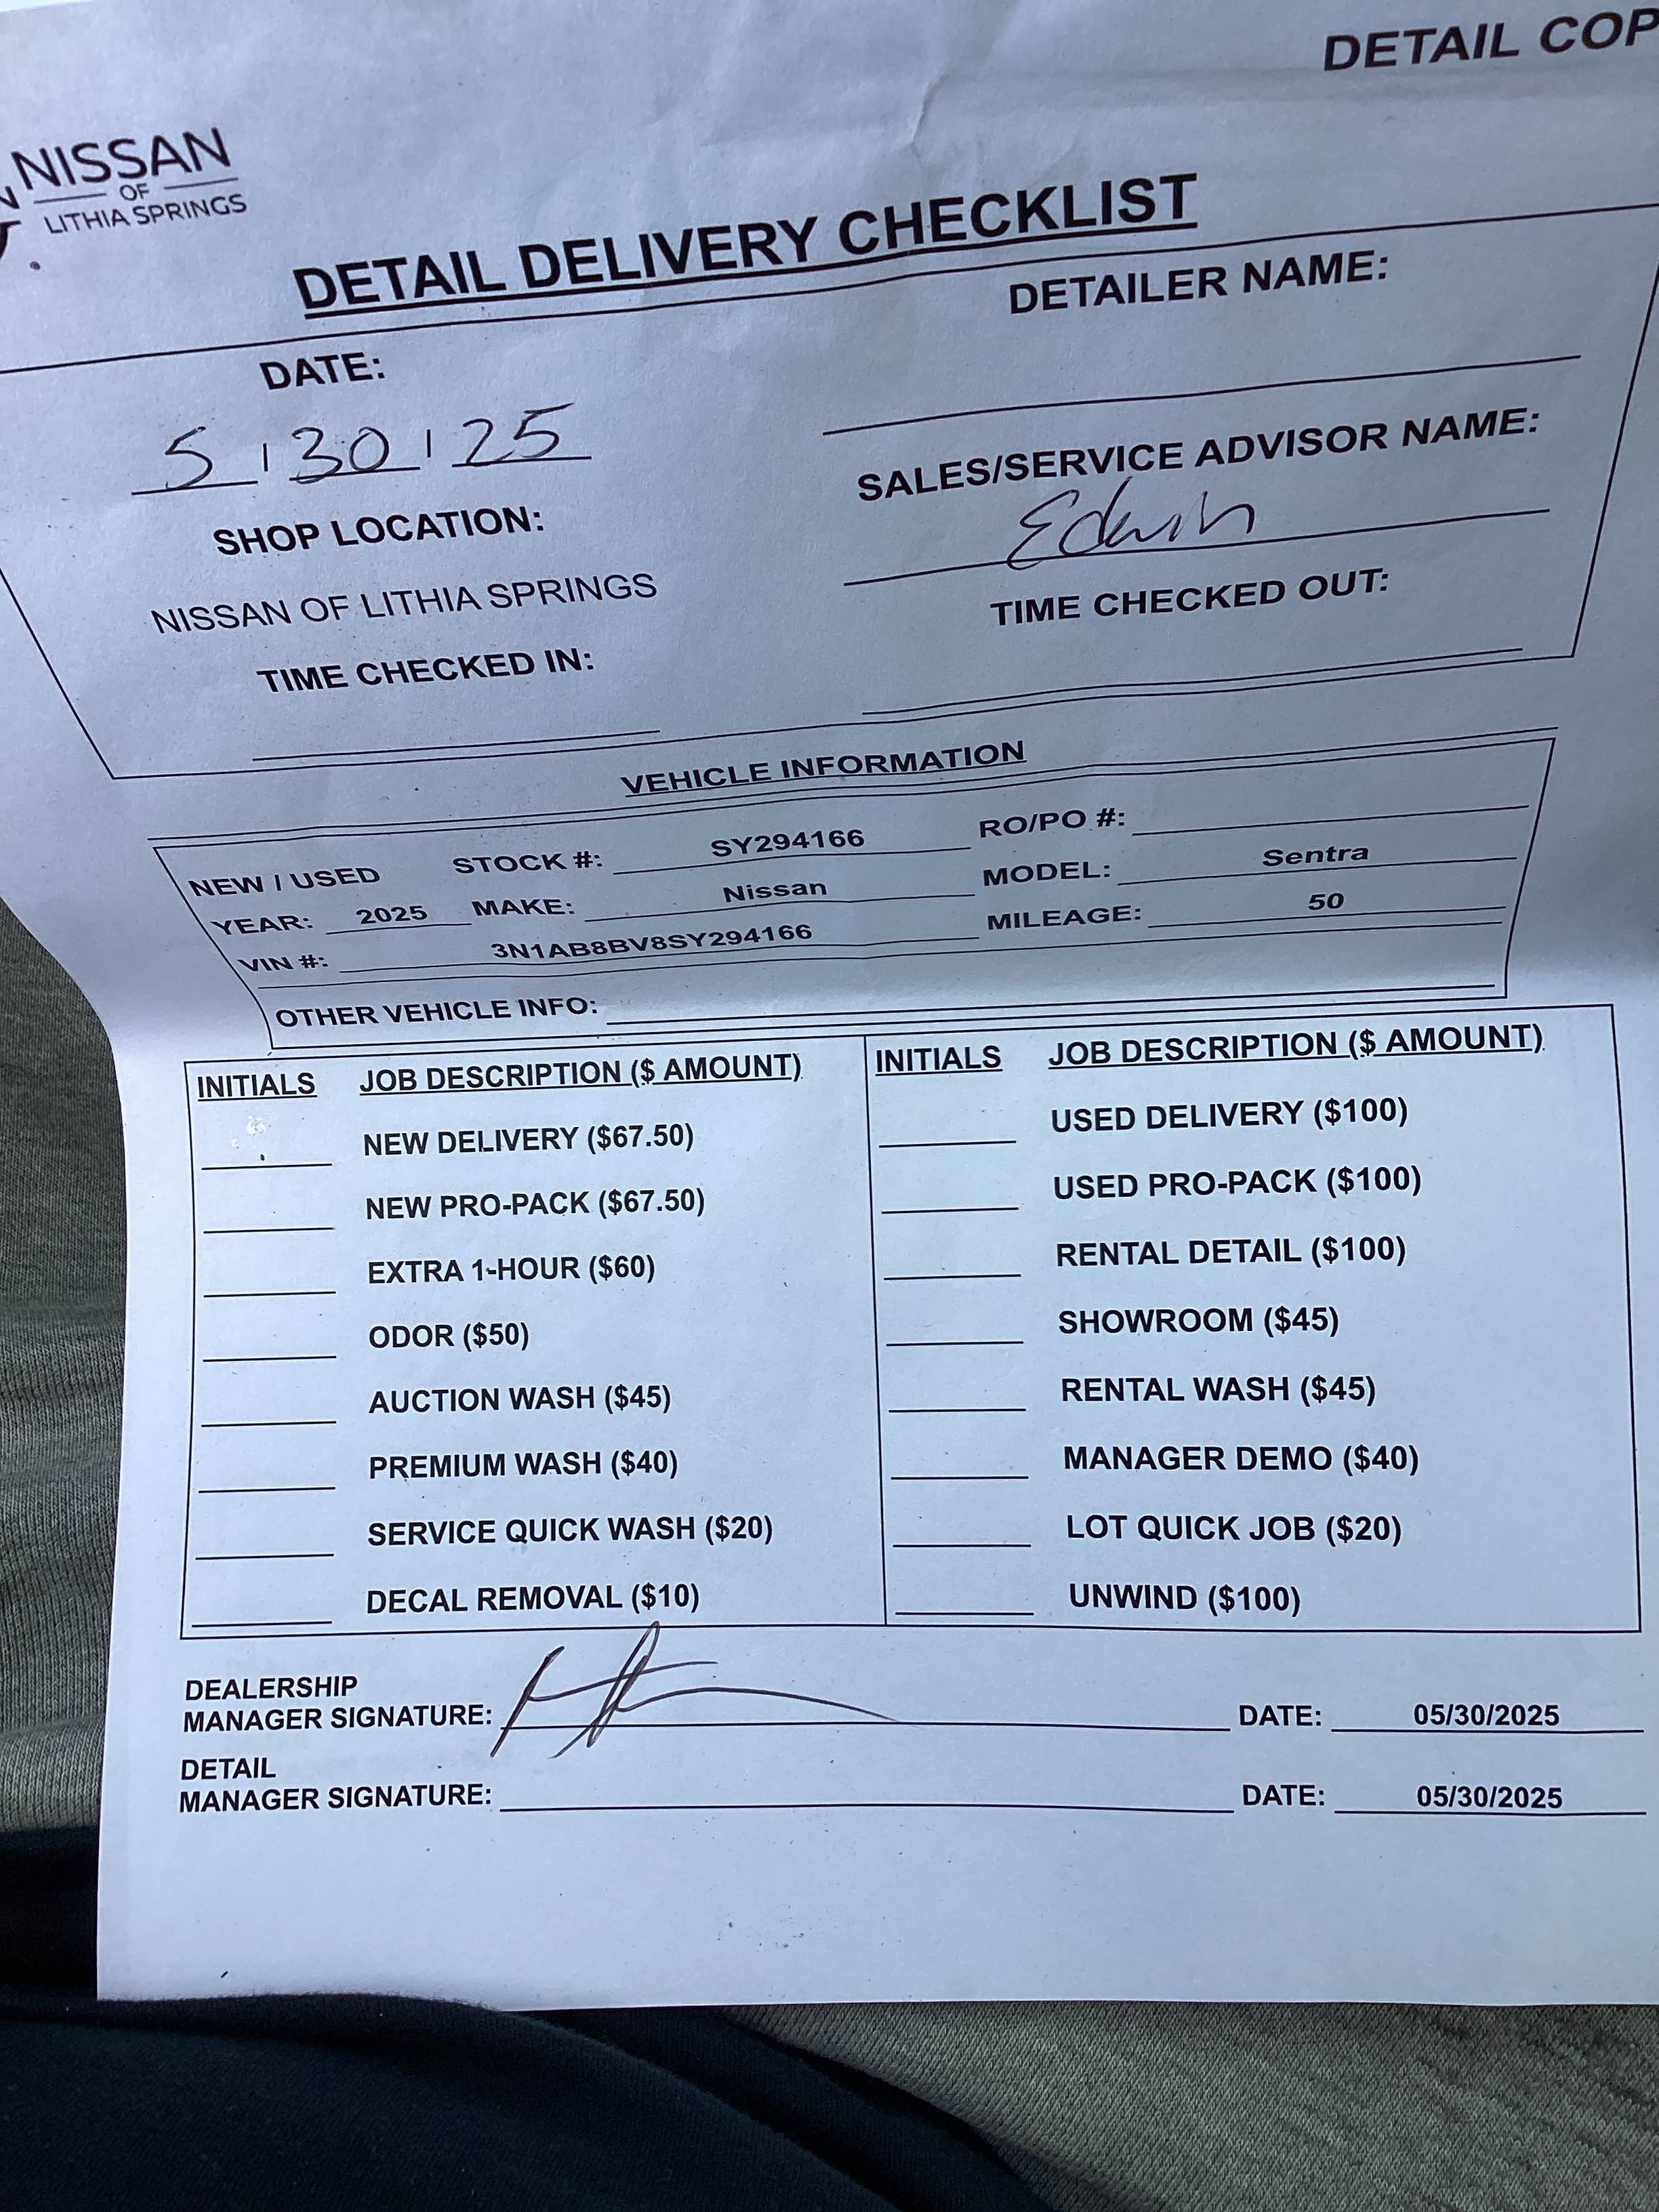 DETAIL COP
NISSAN
OF
LITHIA SPRINGS
DETAIL DELIVERY CHECKLIST
DATE:
5 / 30 / 25
DETAILER NAME:
SHOP LOCATION:
NISSAN OF LITHIA SPRINGS
SALES/SERVICE ADVISOR NAME:
Edwin
TIME CHECKED IN:
TIME CHECKED OUT:
VEHICLE INFORMATION
NEW / USED STOCK #: SY294166 RO/PO #:
YEAR: 2025 MAKE: Nissan MODEL: Sentra
VIN #: 3N1AB8BV8SY294166 MILEAGE: 50
OTHER VEHICLE INFO:
INITIALS JOB DESCRIPTION ($ AMOUNT) INITIALS JOB DESCRIPTION ($ AMOUNT)
NEW DELIVERY ($67.50) USED DELIVERY ($100)
NEW PRO-PACK ($67.50) USED PRO-PACK ($100)
EXTRA 1-HOUR ($60) RENTAL DETAIL ($100)
ODOR ($50) SHOWROOM ($45)
AUCTION WASH ($45) RENTAL WASH ($45)
PREMIUM WASH ($40) MANAGER DEMO ($40)
SERVICE QUICK WASH ($20) LOT QUICK JOB ($20)
DECAL REMOVAL ($10) UNWIND ($100)
DEALERSHIP
MANAGER SIGNATURE: DATE: 05/30/2025
DETAIL
MANAGER SIGNATURE: DATE: 05/30/2025